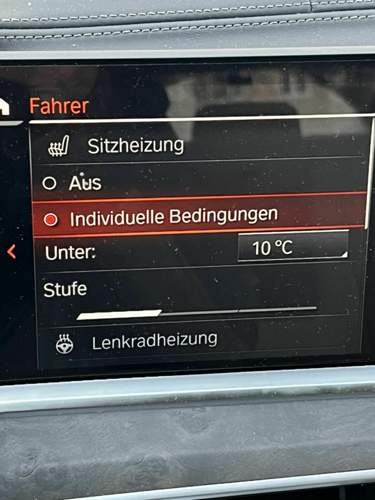 Fahrer
Sitzheizung
Aus
Individuelle Bedingungen
Unter: 10 °C
Stufe
Lenkradheizung